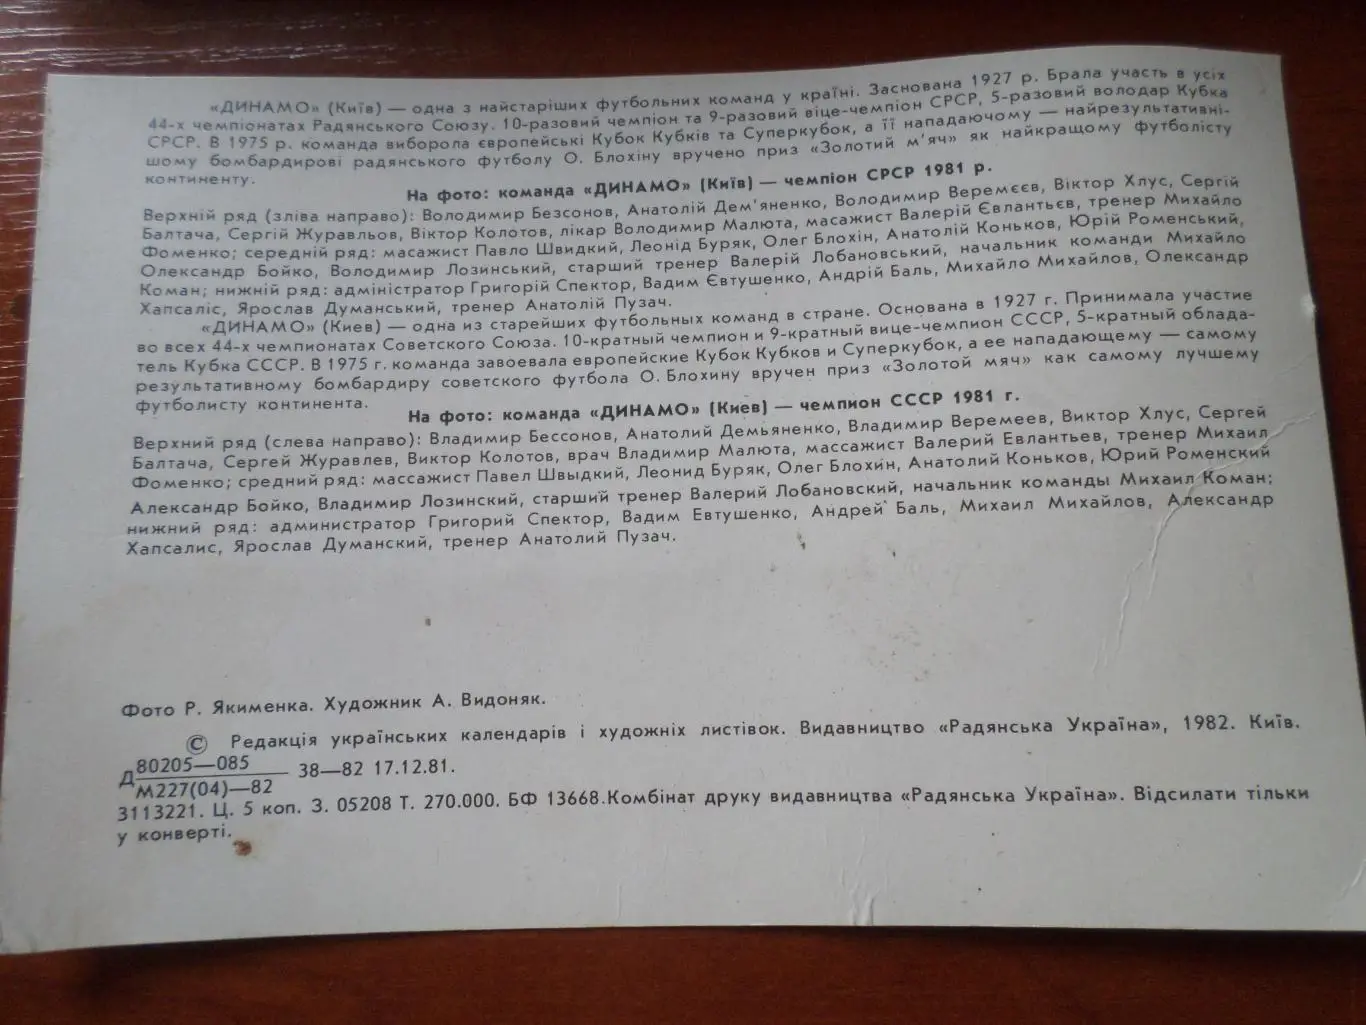 «ДИНАМО» (Київ) — одна з найстаріших футбольних команд у країні. Заснована 1927 р. Брала участь в усіх
44-х чемпіонатах Радянського Союзу. 10-разовий чемпіон та 9-разовий віце-чемпіон СРСР, 5-разовий володар Кубка
СРСР. В 1975 р. команда виборола європейські Кубок Кубків та Суперкубок, а її нападаючому — найрезультативні-
шому бомбардирові радянського футболу О. Блохіну вручено приз «Золотий м'яч» як найкращому футболісту
континенту.
На фото: команда «ДИНАМО» (Київ) — чемпіон СРСР 1981 р.
Верхній ряд (зліва направо): Володимир Безсонов, Анатолій Дем'яненко, Володимир Веремєєв, Віктор Хлус, Сергій
Балтача, Сергій Журавльов, Віктор Колотов, лікар Володимир Малюта, масажист Валерій Євлантьєв, тренер Михайло
Фоменко; середній ряд: масажист Павло Швидкий, Леонід Буряк, Олег Блохін, Анатолій Коньков, Юрій Роменський,
Олександр Бойко, Володимир Лозинський, старший тренер Валерій Лобановський, начальник команди Михайло
Коман; нижній ряд: адміністратор Григорій Спектор, Вадим Євтушенко, Андрій Баль, Михайло Михайлов, Олександр
Хапсаліс, Ярослав Думанський, тренер Анатолій Пузач.
«ДИНАМО» (Киев) — одна из старейших футбольных команд в стране. Основана в 1927 г. Принимала участие
во всех 44-х чемпионатах Советского Союза. 10-кратный чемпион и 9-кратный вице-чемпион СССР, 5-кратный облада-
тель Кубка СССР. В 1975 г. команда завоевала европейские Кубок Кубков и Суперкубок, а ее нападающему — самому
результативному бомбардиру советского футбола О. Блохину вручен приз «Золотой мяч» как самому лучшему
футболисту континента.
На фото: команда «ДИНАМО» (Киев) — чемпион СССР 1981 г.
Верхний ряд (слева направо): Владимир Бессонов, Анатолий Демьяненко, Владимир Веремеев, Виктор Хлус, Сергей
Балтача, Сергей Журавлев, Виктор Колотов, врач Владимир Малюта, массажист Валерий Евлантьев, тренер Михаил
Фоменко; средний ряд: массажист Павел Швыдкий, Леонид Буряк, Олег Блохин, Анатолий Коньков, Юрий Роменский
Александр Бойко, Владимир Лозинский, старший тренер Валерий Лобановский, начальник команды Михаил Коман;
нижний ряд: администратор Григорий Спектор, Вадим Евтушенко, Андрей Баль, Михаил Михайлов, Александр
Хапсалис, Ярослав Думанский, тренер Анатолий Пузач.
Фото Р. Якименка. Художник А. Видоняк.
© Редакція українських календарів і художніх листівок. Видавництво «Радянська Україна», 1982. Київ.
Д 80205—085
М227(04)—82 38—82 17.12.81.
3113221. Ц. 5 коп. З. 05208 Т. 270.000. БФ 13668.Комбінат друку видавництва «Радянська Україна». Відсилати тільки
у конверті.